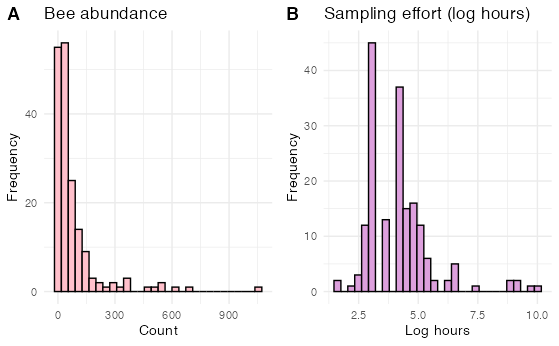 A Bee abundance
B Sampling effort (log hours)
Frequency
40
20
0
0 300 600 900
Count
Frequency
40
30
20
10
0
2.5 5.0 7.5 10.0
Log hours